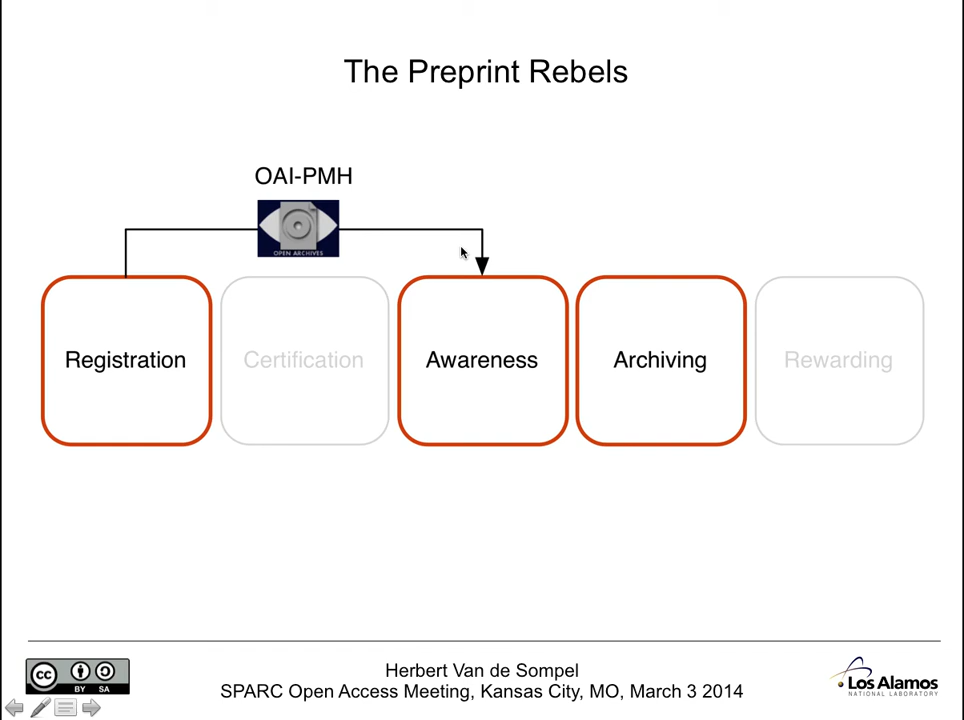 The Preprint Rebels
OAI-PMH
OPEN ARCHIVES
Registration
Certification
Awareness
Archiving
Rewarding
cc
BY SA
Herbert Van de Sompel
SPARC Open Access Meeting, Kansas City, MO, March 3 2014
Los Alamos
NATIONAL LABORATORY